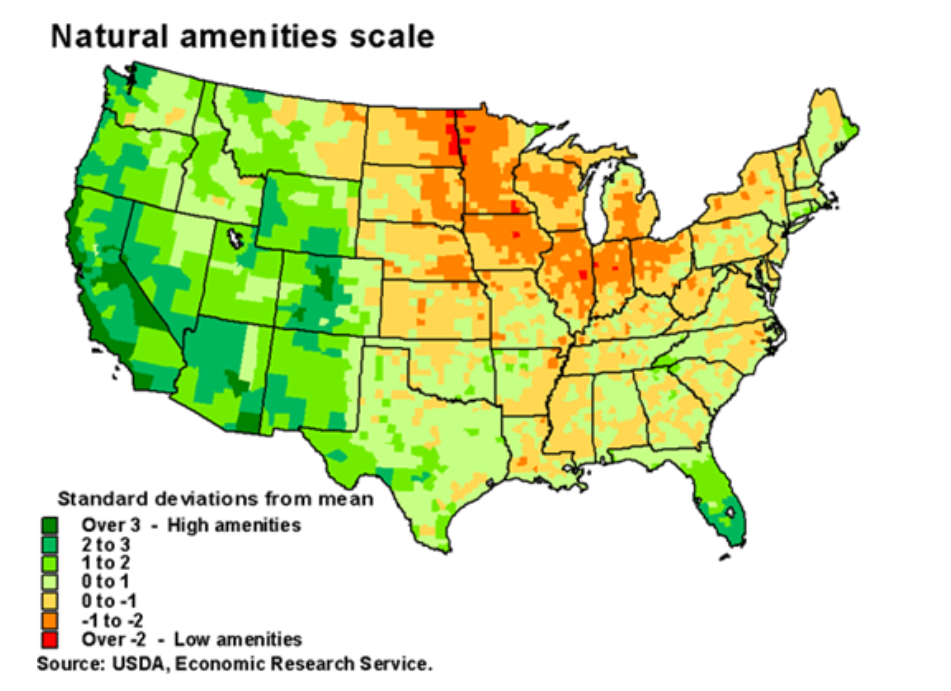 Natural amenities scale
Standard deviations from mean
Over 3 - High amenities
2 to 3
1 to 2
0 to 1
0 to -1
-1 to -2
Over -2 - Low amenities
Source: USDA, Economic Research Service.